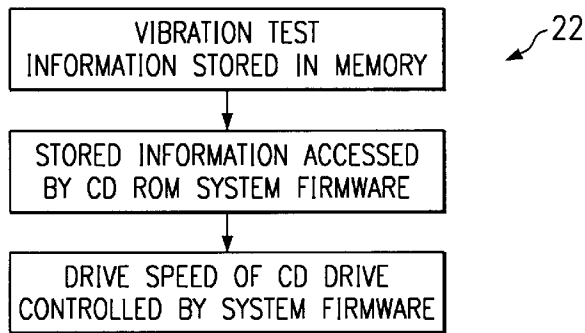 VIBRATION TEST
INFORMATION STORED IN MEMORY
22
STORED INFORMATION ACCESSED
BY CD ROM SYSTEM FIRMWARE
DRIVE SPEED OF CD DRIVE
CONTROLLED BY SYSTEM FIRMWARE